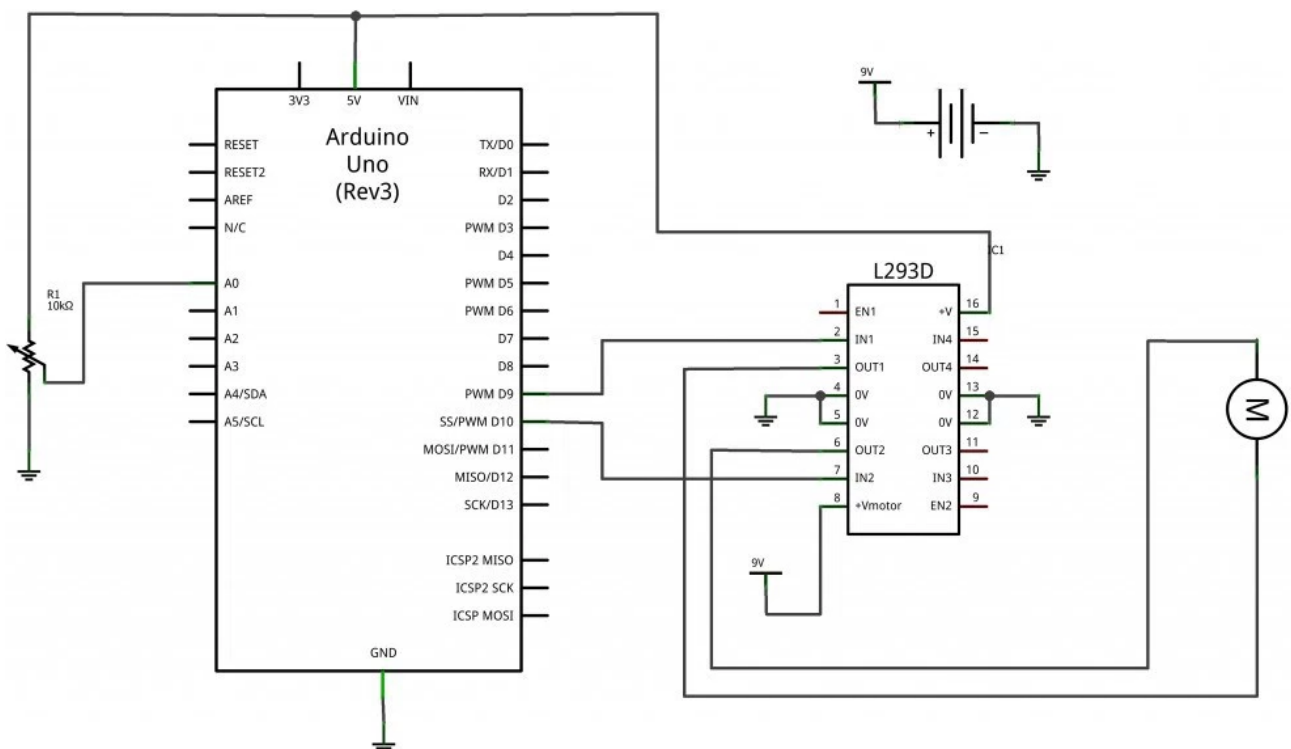 3V3
5V
VIN
Arduino
Uno
(Rev3)
RESET
RESET2
AREF
N/C
A0
A1
A2
A3
A4/SDA
A5/SCL
TX/D0
RX/D1
D2
PWM D3
D4
PWM D5
PWM D6
D7
D8
PWM D9
SS/PWM D10
MOSI/PWM D11
MISO/D12
SCK/D13
ICSP2 MISO
ICSP2 SCK
ICSP MOSI
GND
R1
10kΩ
9V
+
−
IC1
L293D
1 EN1
2 IN1
3 OUT1
4 0V
5 0V
6 OUT2
7 IN2
8 +Vmotor
+V 16
IN4 15
OUT4 14
0V 13
0V 12
OUT3 11
IN3 10
EN2 9
9V
M